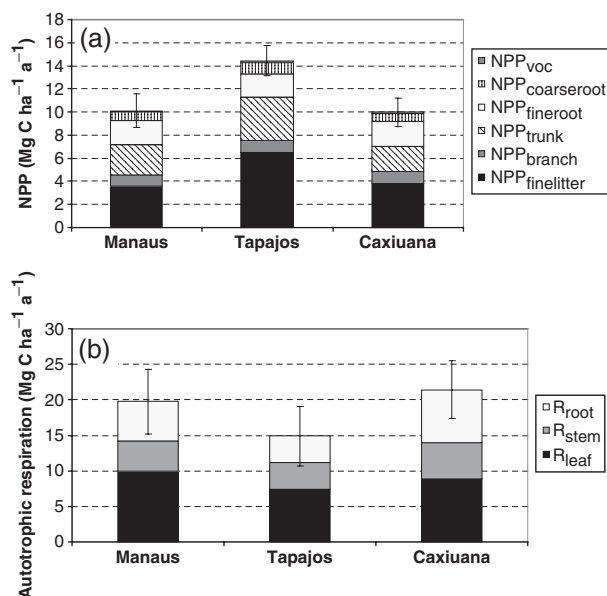 (a)
NPP (Mg C ha⁻¹ a⁻¹)
18
16
14
12
10
8
6
4
2
0
Manaus Tapajos Caxiuana
NPPvoc
NPPcoarseroot
NPPfineroot
NPPtrunk
NPPbranch
NPPfinelitter
(b)
Autotrophic respiration (Mg C ha⁻¹ a⁻¹)
30
25
20
15
10
5
0
Manaus Tapajos Caxiuana
Rroot
Rstem
Rleaf